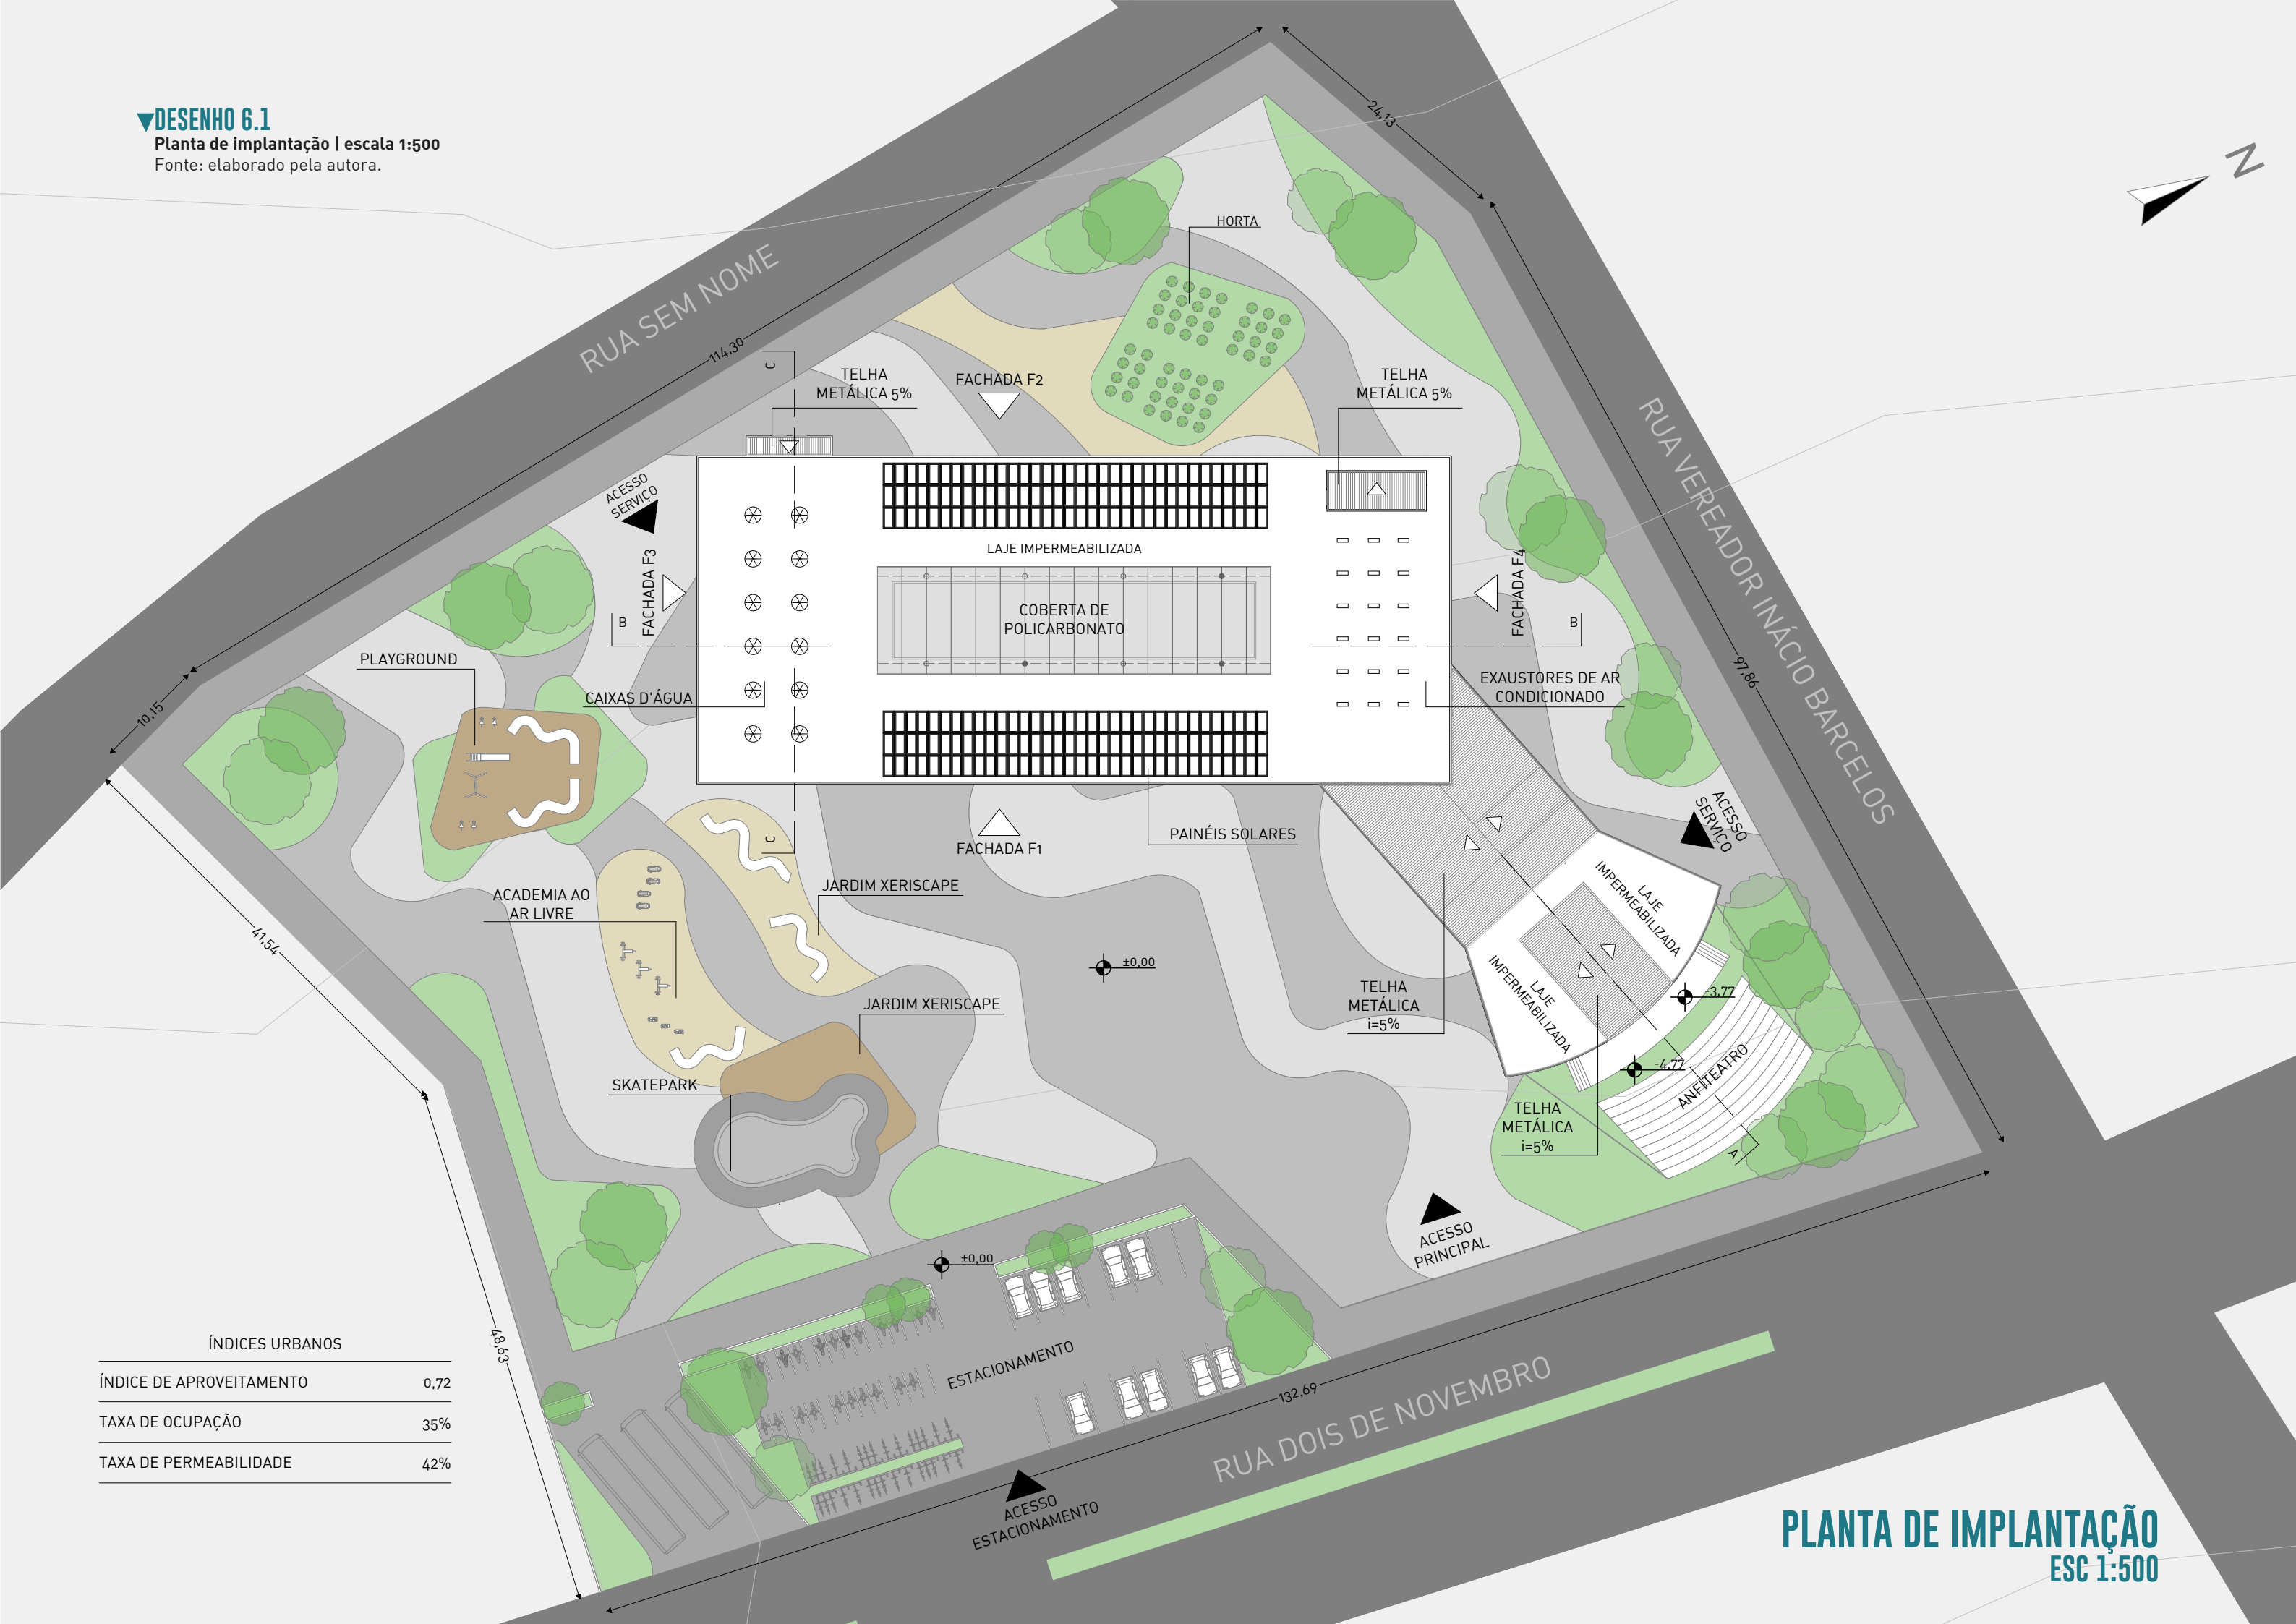 DESENHO 6.1
Planta de implantação | escala 1:500
Fonte: elaborado pela autora.
N
24,13
RUA SEM NOME
114,30
HORTA
C
TELHA
METÁLICA 5%
FACHADA F2
TELHA
METÁLICA 5%
RUA VEREADOR INÁCIO BARCELOS
97,86
ACESSO
SERVIÇO
FACHADA F3
B
LAJE IMPERMEABILIZADA
COBERTA DE
POLICARBONATO
FACHADA F4
B
PLAYGROUND
CAIXAS D'ÁGUA
EXAUSTORES DE AR
CONDICIONADO
10,15
C
FACHADA F1
PAINÉIS SOLARES
ACESSO
SERVIÇO
ACADEMIA AO
AR LIVRE
JARDIM XERISCAPE
LAJE
IMPERMEABILIZADA
41,54
±0,00
JARDIM XERISCAPE
TELHA
METÁLICA
i=5%
LAJE
IMPERMEABILIZADA
-3,77
-4,77
SKATEPARK
ANFITEATRO
TELHA
METÁLICA
i=5%
A
ACESSO
PRINCIPAL
±0,00
48,63
ESTACIONAMENTO
132,69
RUA DOIS DE NOVEMBRO
ACESSO
ESTACIONAMENTO
ÍNDICES URBANOS
ÍNDICE DE APROVEITAMENTO 0,72
TAXA DE OCUPAÇÃO 35%
TAXA DE PERMEABILIDADE 42%
PLANTA DE IMPLANTAÇÃO
ESC 1:500